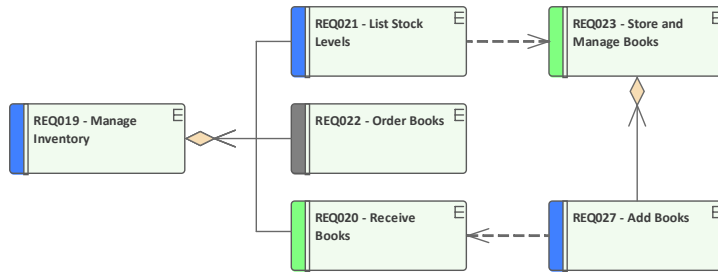 REQ021 - List Stock
Levels
E
REQ023 - Store and
Manage Books
E
REQ019 - Manage
Inventory
E
REQ022 - Order Books
E
REQ020 - Receive
Books
E
REQ027 - Add Books
E